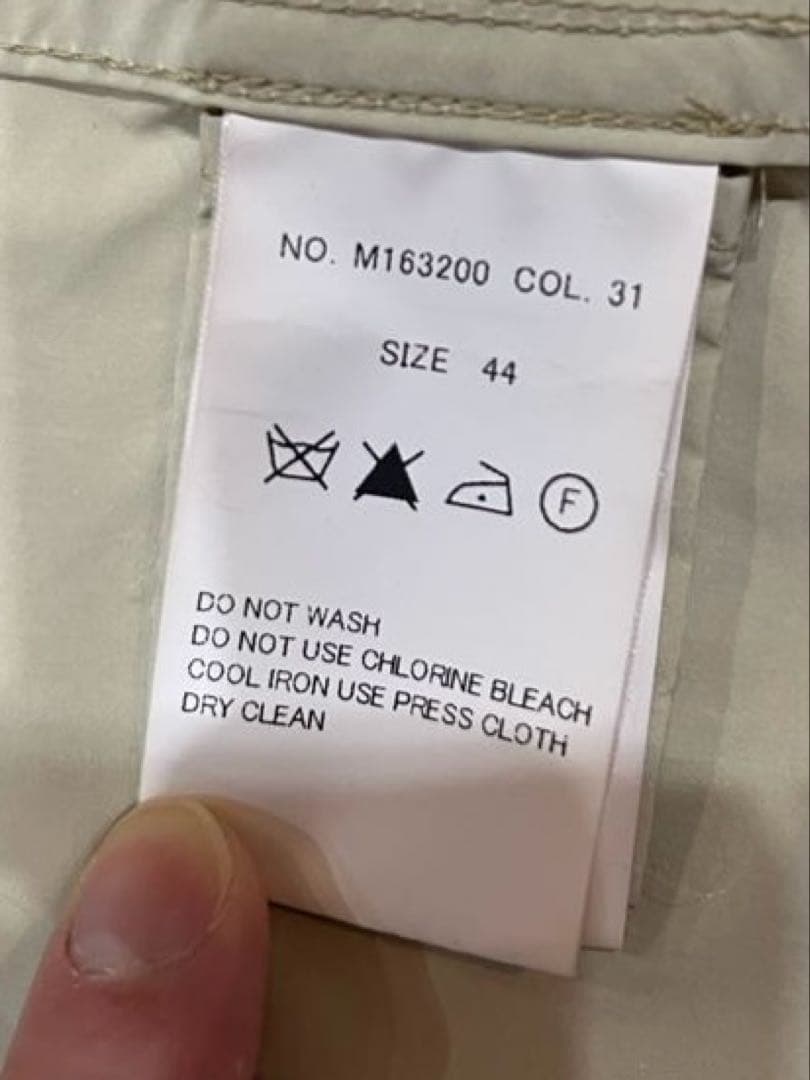 NO. M163200 COL. 31
SIZE 44
F
DO NOT WASH
DO NOT USE CHLORINE BLEACH
COOL IRON USE PRESS CLOTH
DRY CLEAN